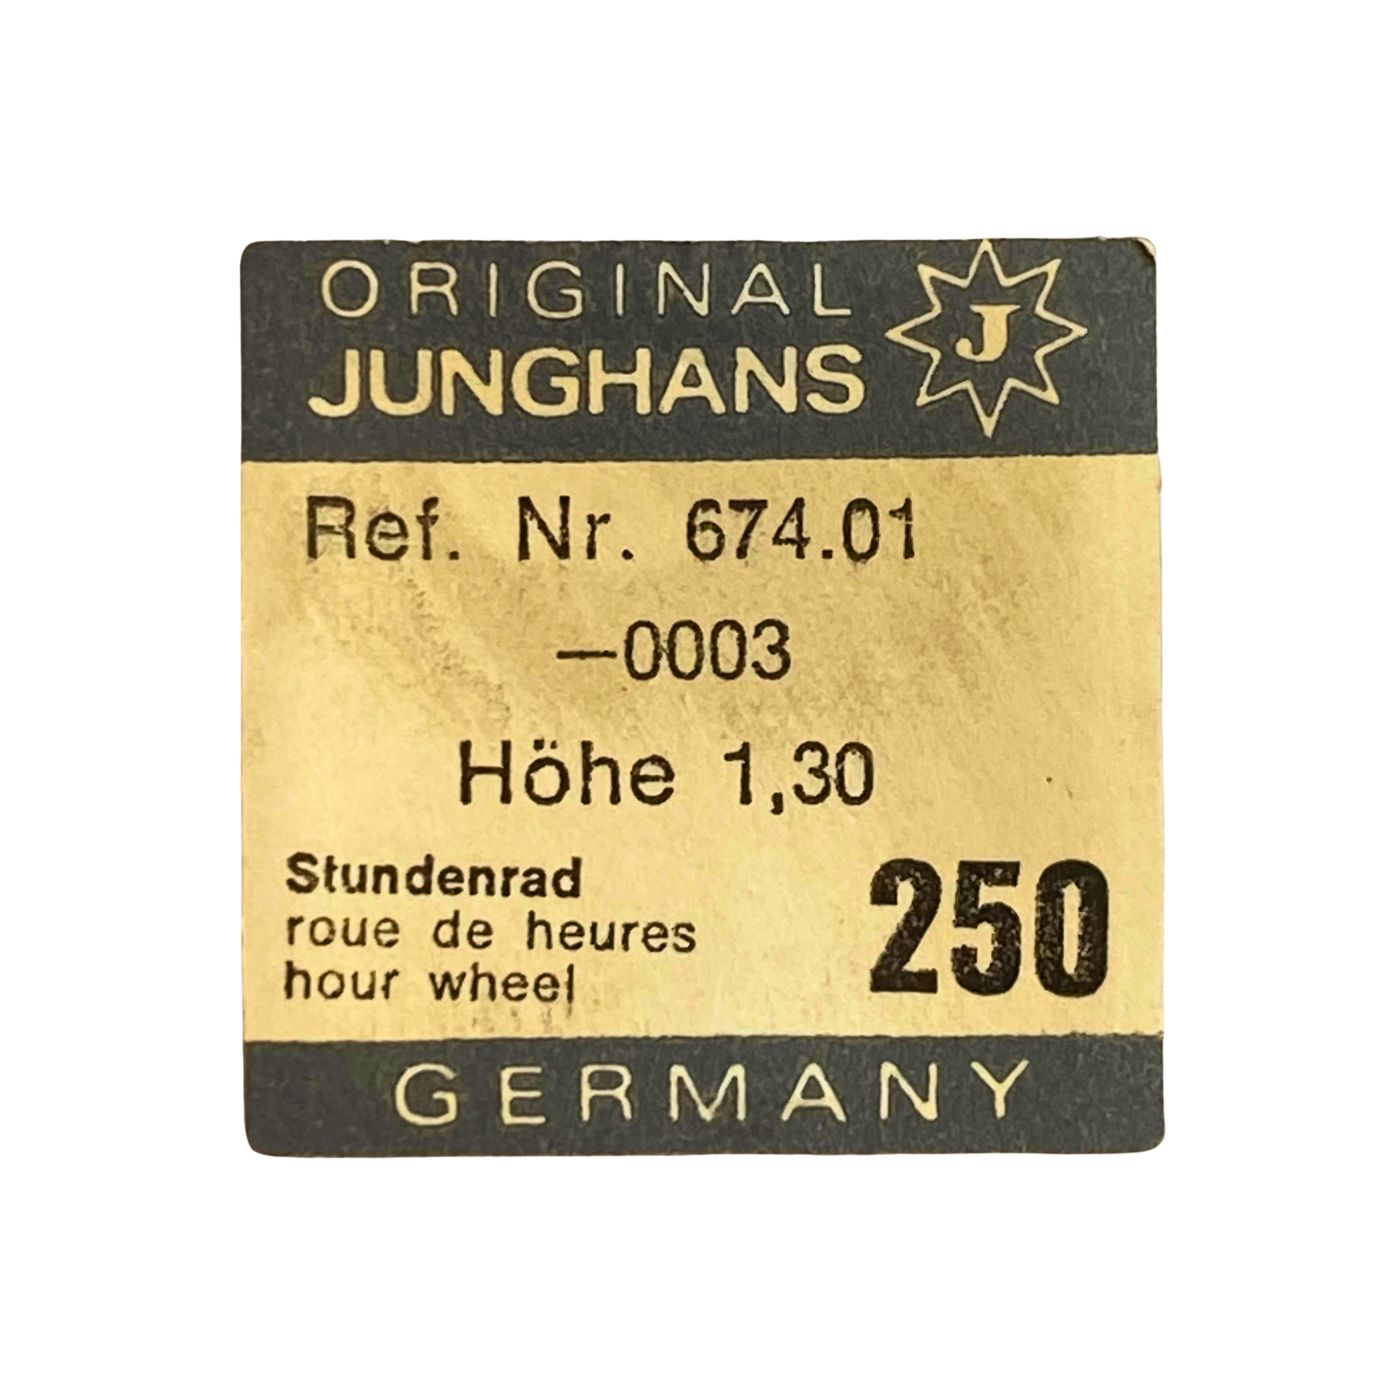 ORIGINAL
JUNGHANS
J
Ref. Nr. 674.01
—0003
Höhe 1,30
Stundenrad
roue de heures
hour wheel
250
GERMANY